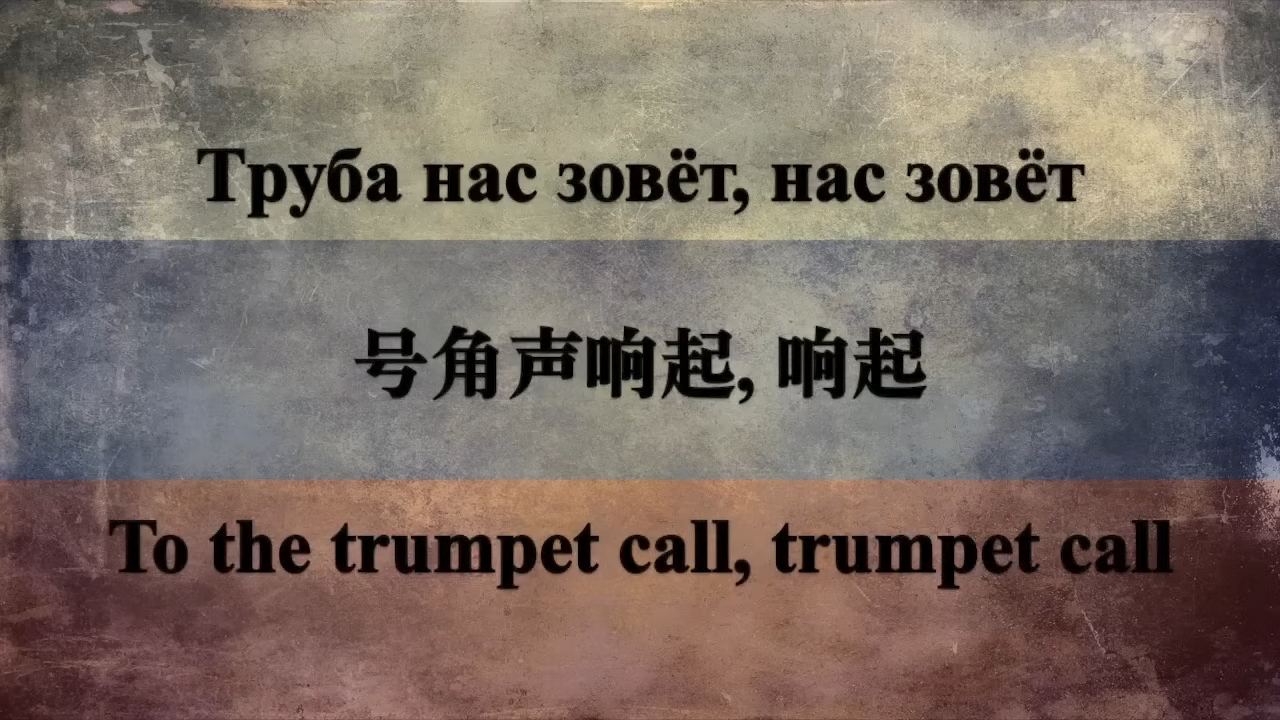 Труба нас зовёт, нас зовёт
号角声响起, 响起
To the trumpet call, trumpet call